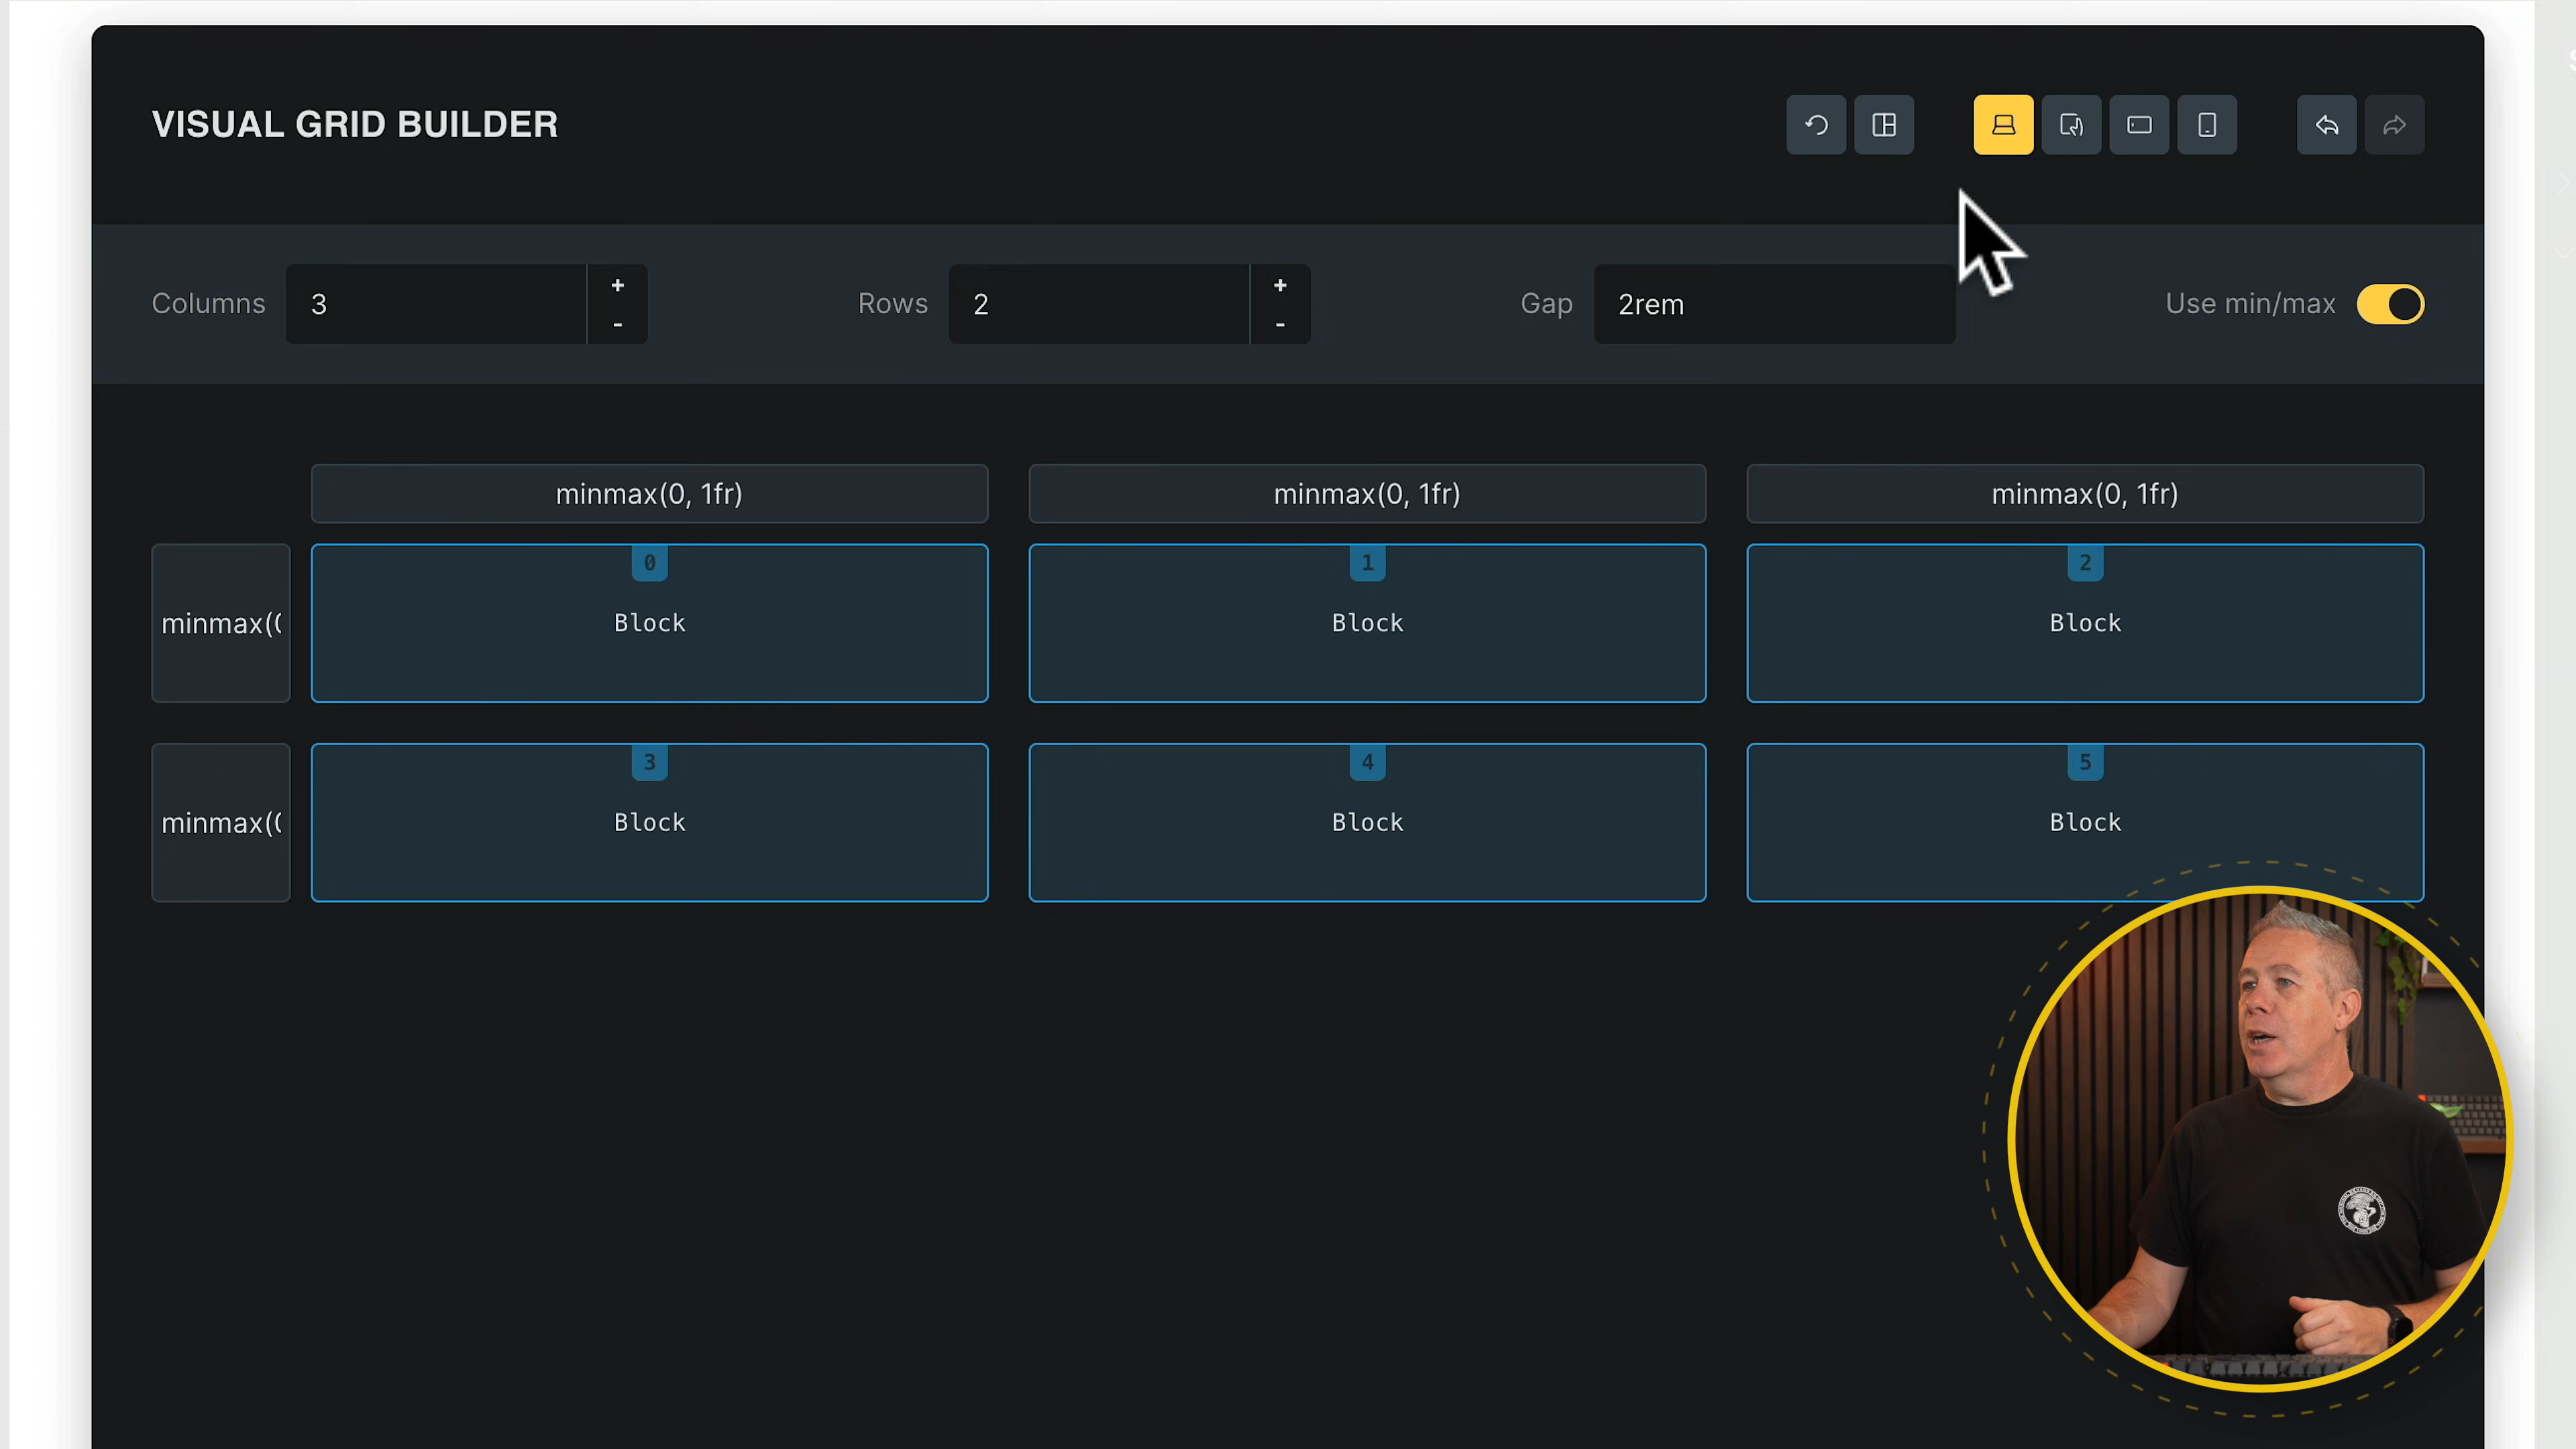 VISUAL GRID BUILDER
Columns 3 + - Rows 2 + - Gap 2rem Use min/max
minmax(0, 1fr) minmax(0, 1fr) minmax(0, 1fr)
0 1 2
minmax(( Block Block Block
3 4 5
minmax(( Block Block Block